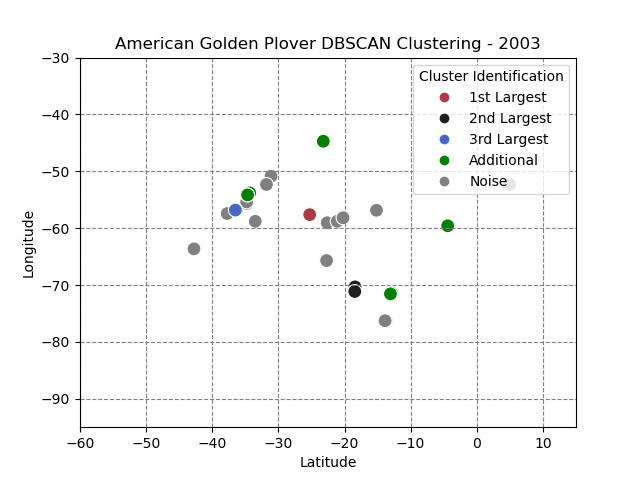 American Golden Plover DBSCAN Clustering - 2003
Cluster Identification
1st Largest
2nd Largest
3rd Largest
Additional
Noise
−30
−40
−50
−60
−70
−80
−90
Longitude
−60
−50
−40
−30
−20
−10
0
10
Latitude